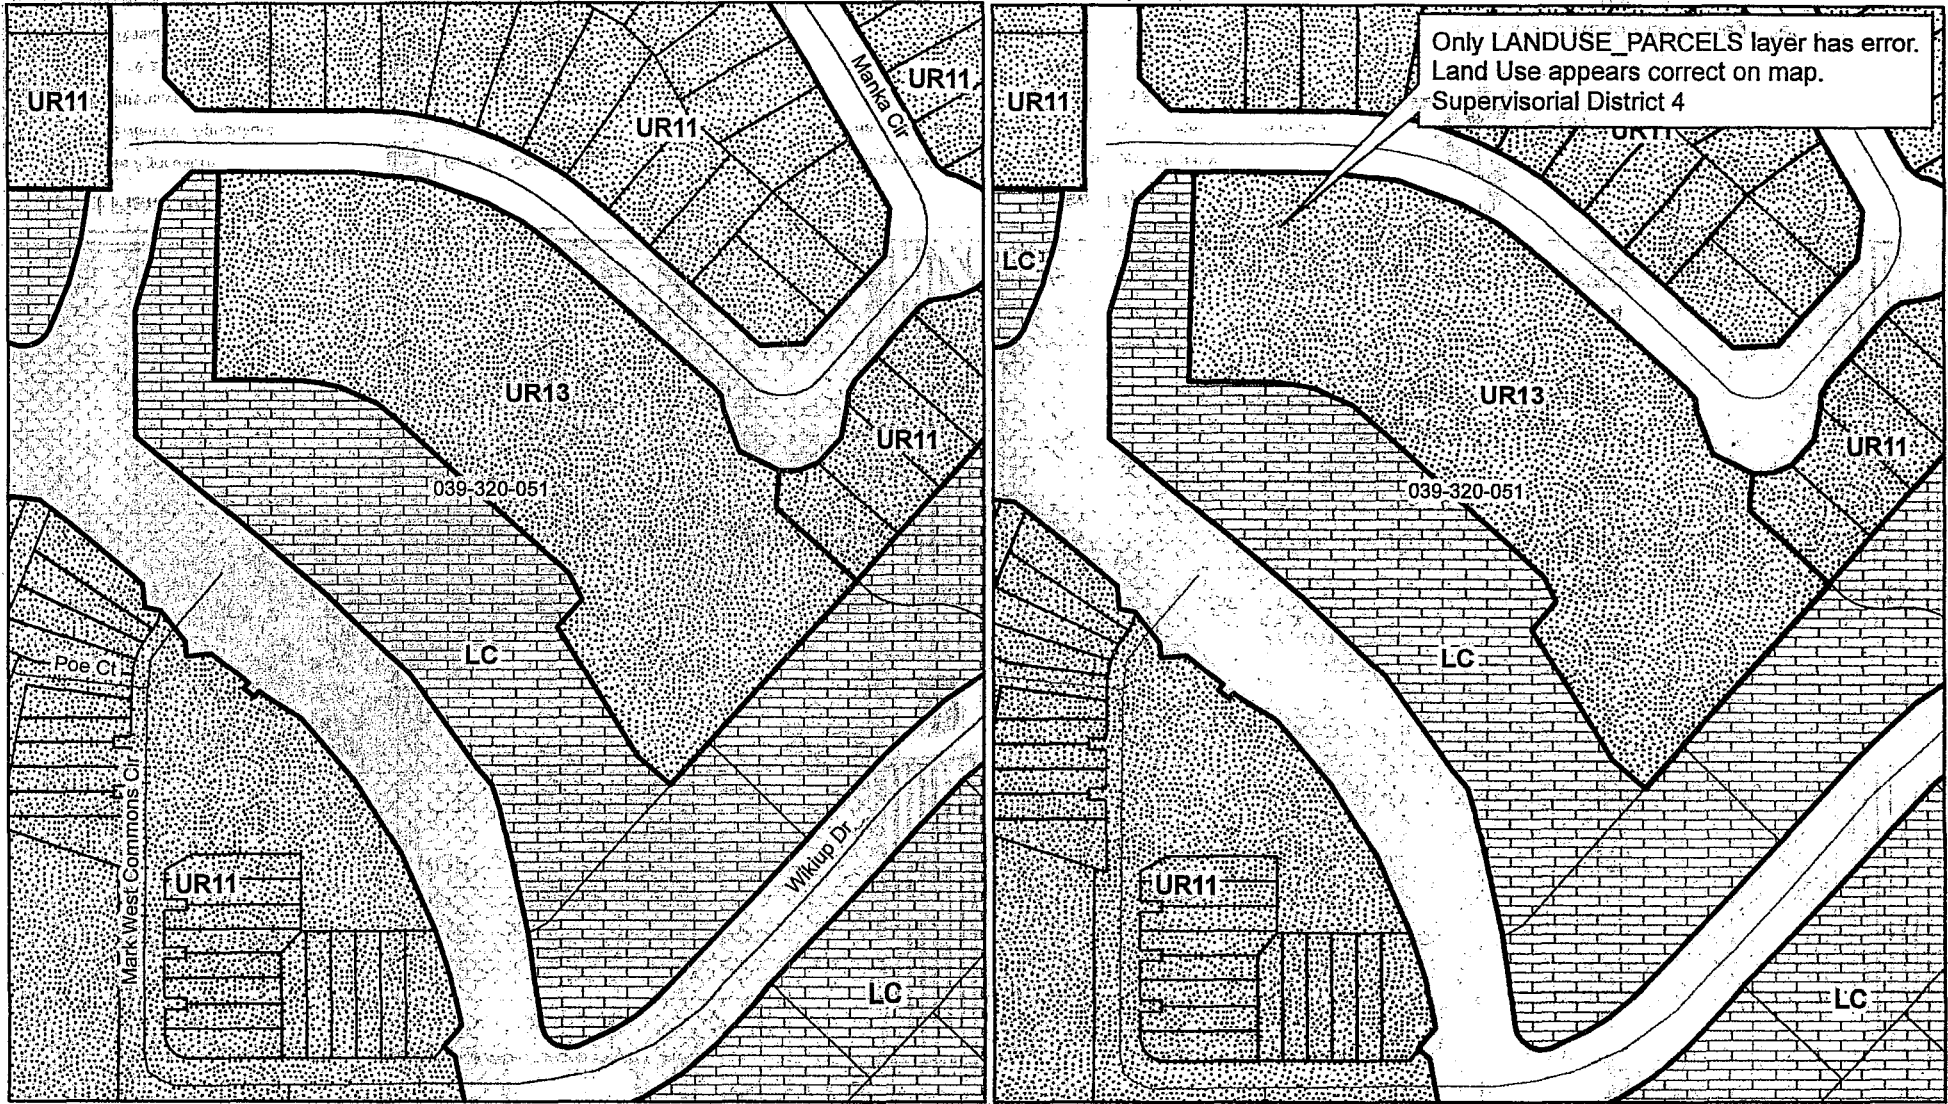 UR11
UR11
UR11
Manka Cir
UR13
UR11
039-320-051
LC
Poe Ct
Mark West Commons Cir
UR11
Wikiup Dr
LC
Only LANDUSE_PARCELS layer has error.
Land Use appears correct on map.
Supervisorial District 4
UR11
UR11
LC
UR13
UR11
039-320-051
LC
UR11
LC